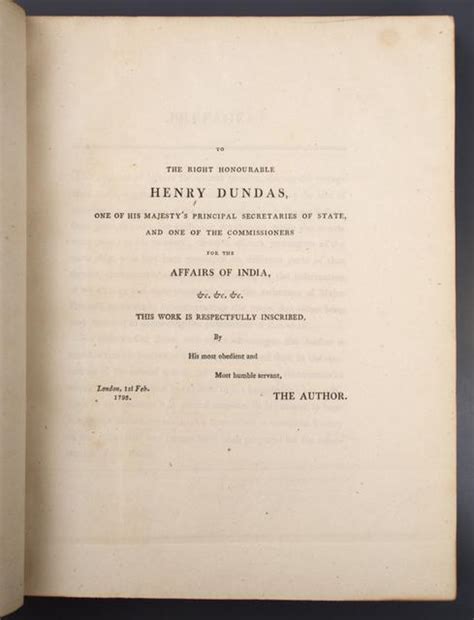 TO
THE RIGHT HONOURABLE
HENRY DUNDAS,
ONE OF HIS MAJESTY'S PRINCIPAL SECRETARIES OF STATE,
AND ONE OF THE COMMISSIONERS
FOR THE
AFFAIRS OF INDIA,
&c. &c. &c.
THIS WORK IS RESPECTFULLY INSCRIBED,
By
His most obedient and
Most humble servant,
London, 1st Feb.
1798.
THE AUTHOR.